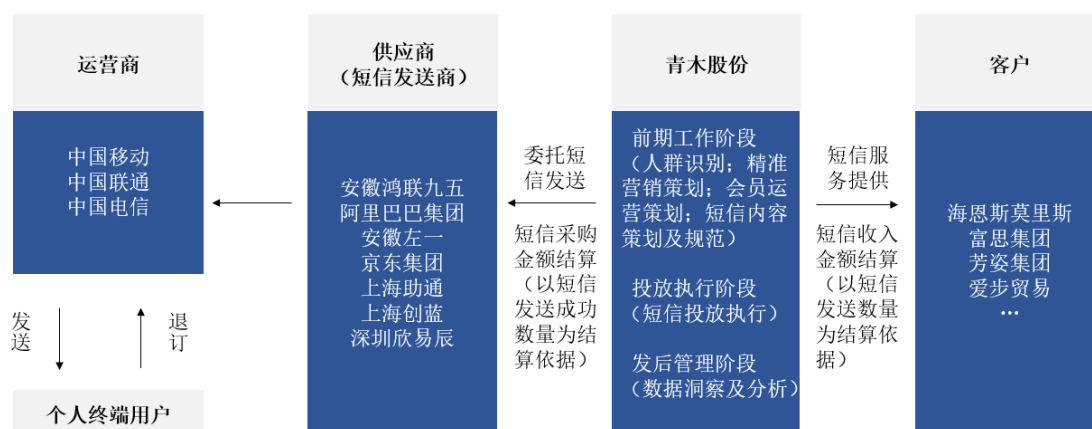 运营商
中国移动
中国联通
中国电信
发送
退订
个人终端用户
供应商
（短信发送商）
安徽鸿联九五
阿里巴巴集团
安徽左一
京东集团
上海助通
上海创蓝
深圳欣易辰
委托短
信发送
短信采购
金额结算
（以短信
发送成功
数量为结
算依据）
青木股份
前期工作阶段
（人群识别；精准
营销策划；会员运
营策划；短信内容
策划及规范）
投放执行阶段
（短信投放执行）
发后管理阶段
（数据洞察及分析）
短信服
务提供
短信收入
金额结算
（以短信
发送数量
为结算依
据）
客户
海恩斯莫里斯
富思集团
芳姿集团
爱步贸易
…